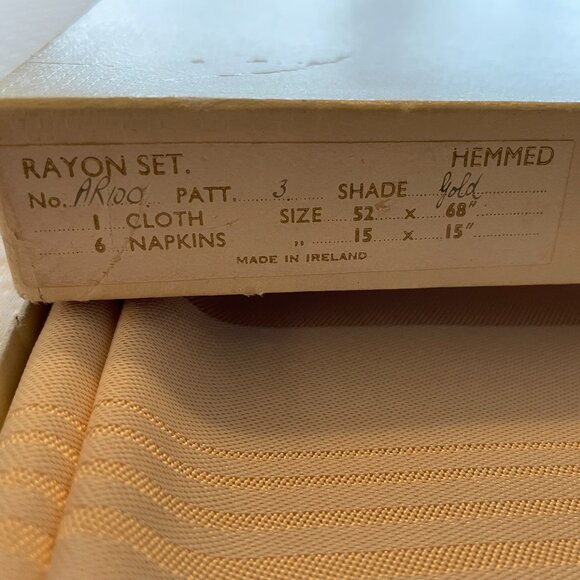 RAYON SET. HEMMED
No. AR100 PATT. 3. SHADE Gold
1 CLOTH SIZE 52 x 68"
6 NAPKINS ,, 15 x 15"
MADE IN IRELAND